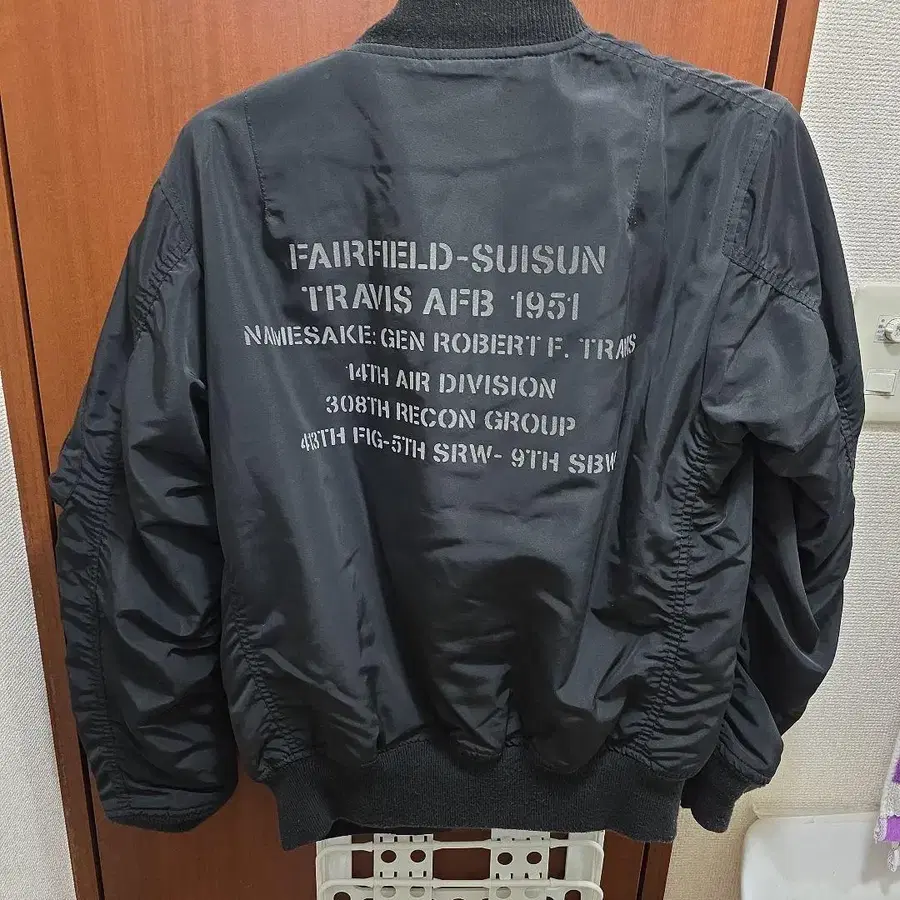 FAIRFIELD-SUISUN
TRAVIS AFB 1951
NAMESAKE: GEN ROBERT F. TRAVIS
14TH AIR DIVISION
308TH RECON GROUP
413TH FIG-5TH SRW- 9TH SBW